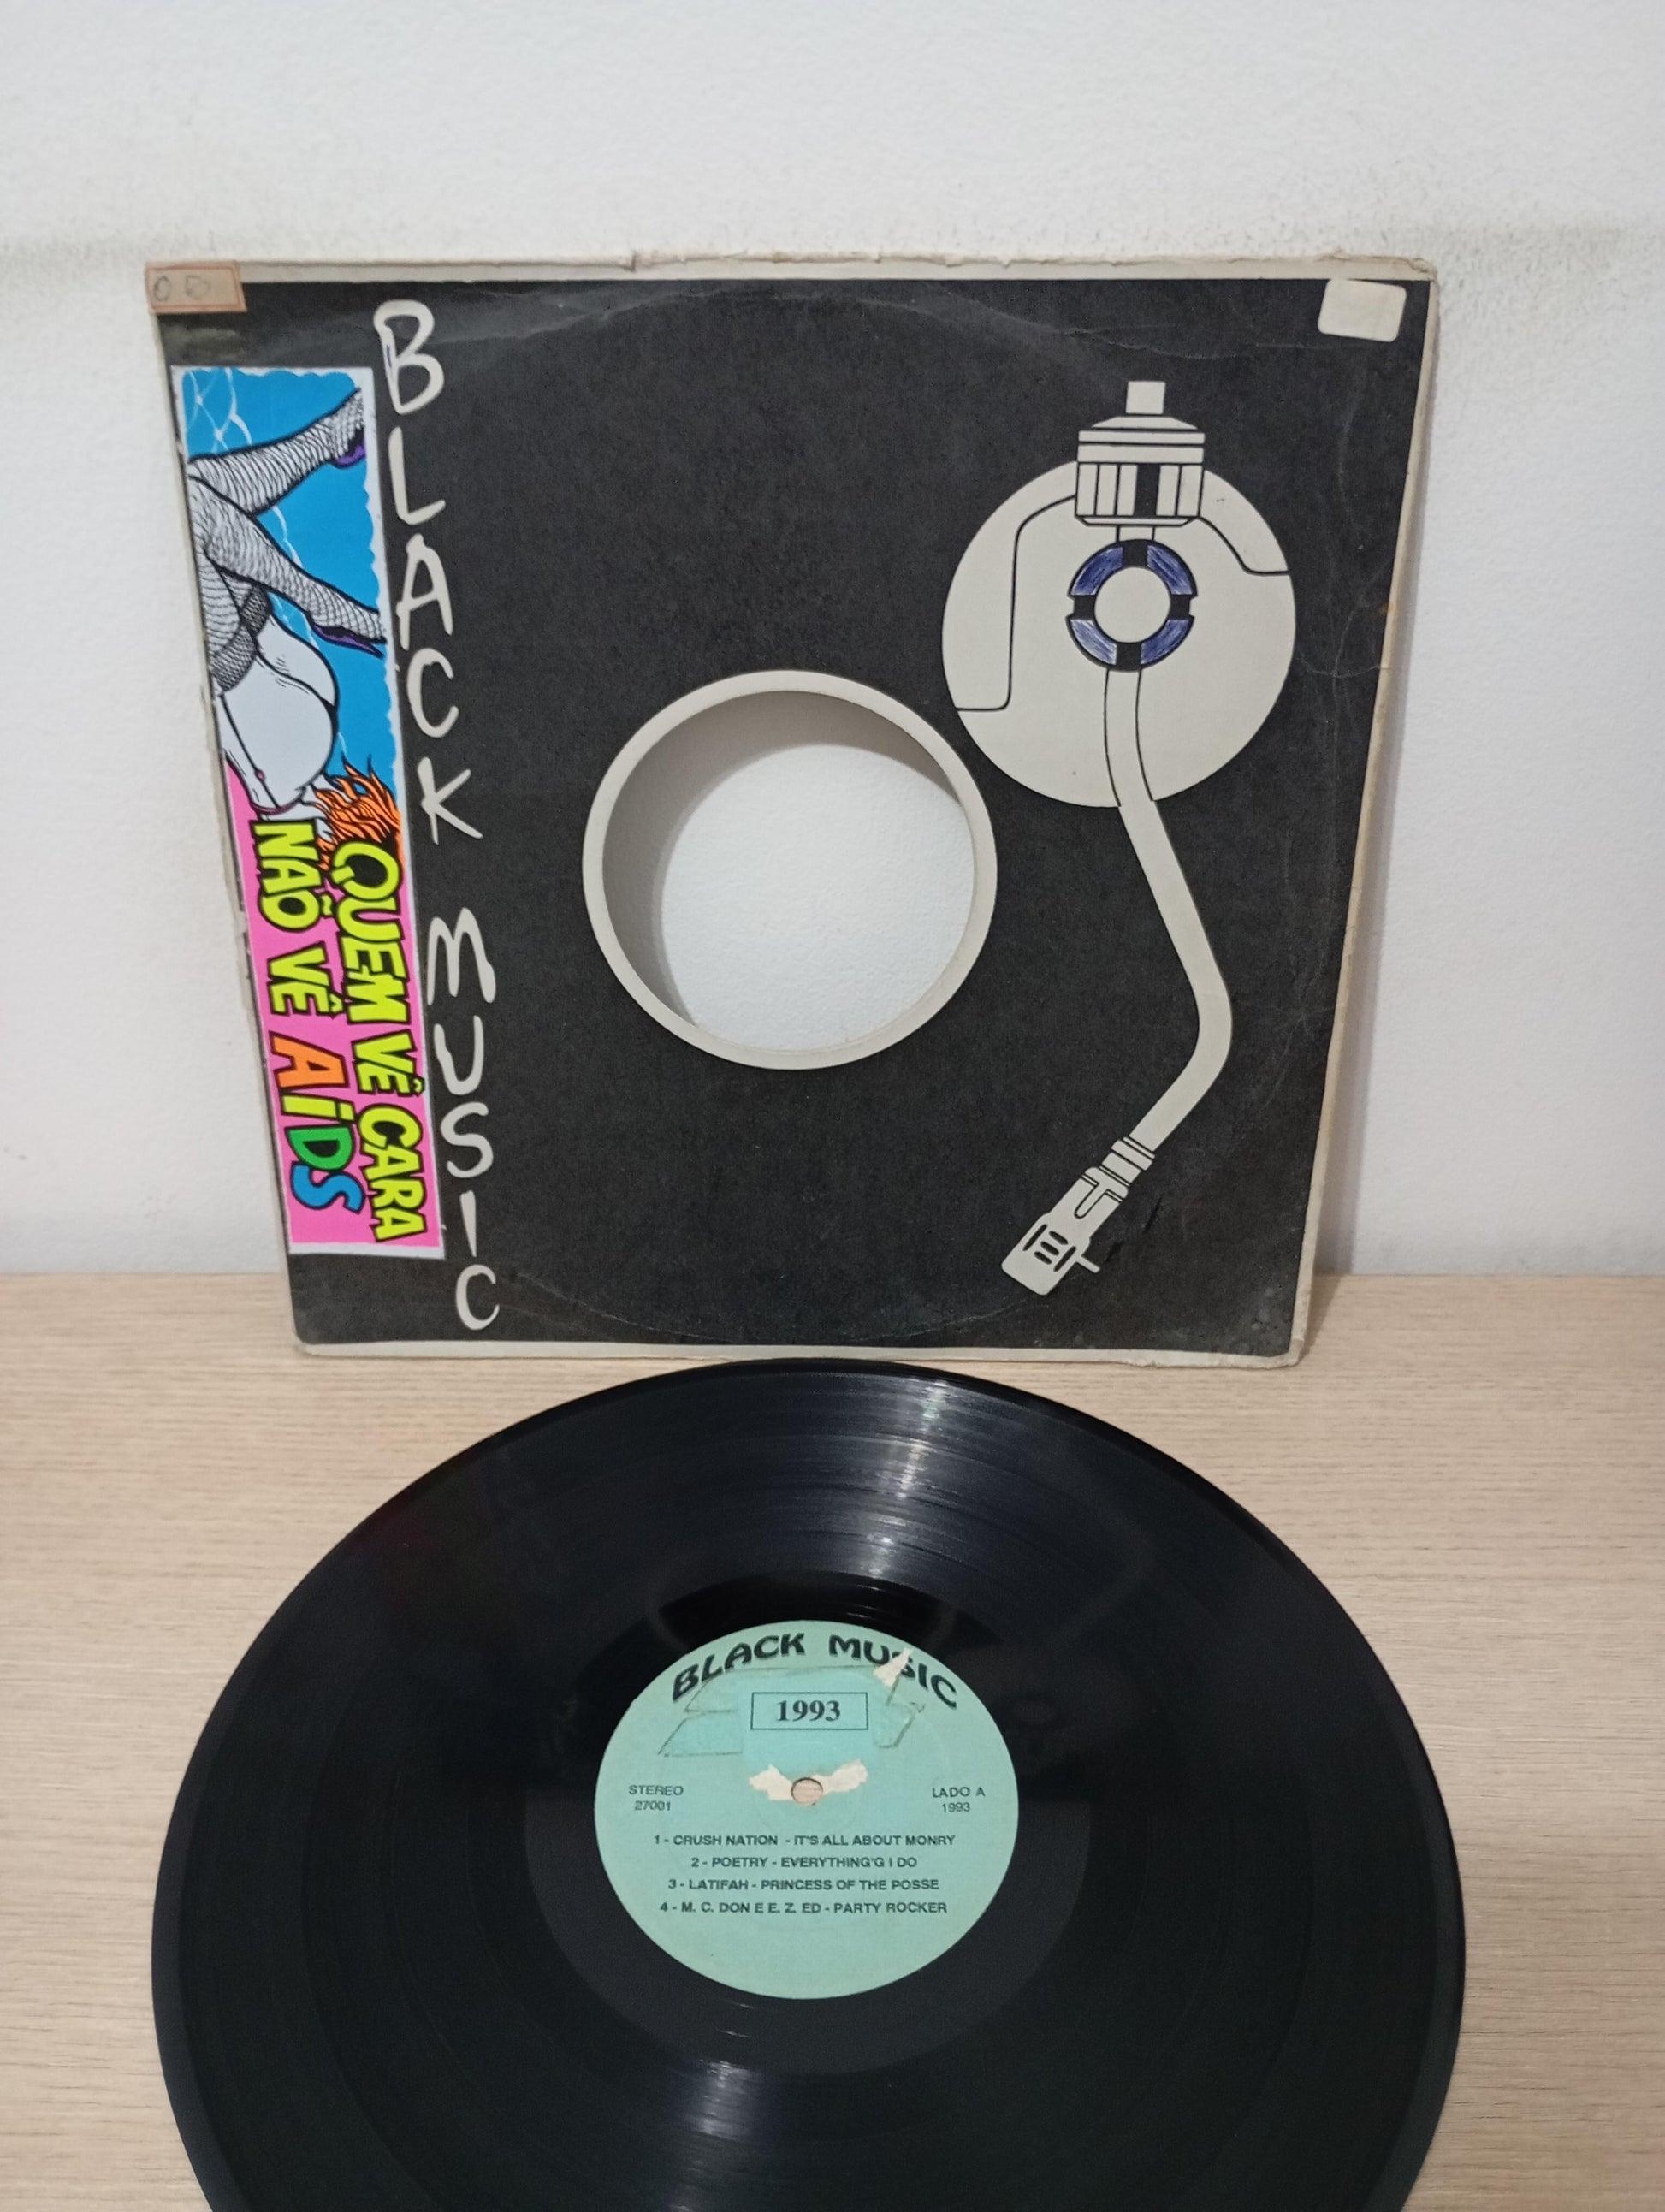 BLACK MUSIC
QUEM VÊ CARA
NÃO VÊ AiDS
BLACK MUSIC
1993
STEREO
27001
LADO A
1993
1 - CRUSH NATION - IT'S ALL ABOUT MONRY
2 - POETRY - EVERYTHING'G I DO
3 - LATIFAH - PRINCESS OF THE POSSE
4 - M. C. DON E E. Z. ED - PARTY ROCKER